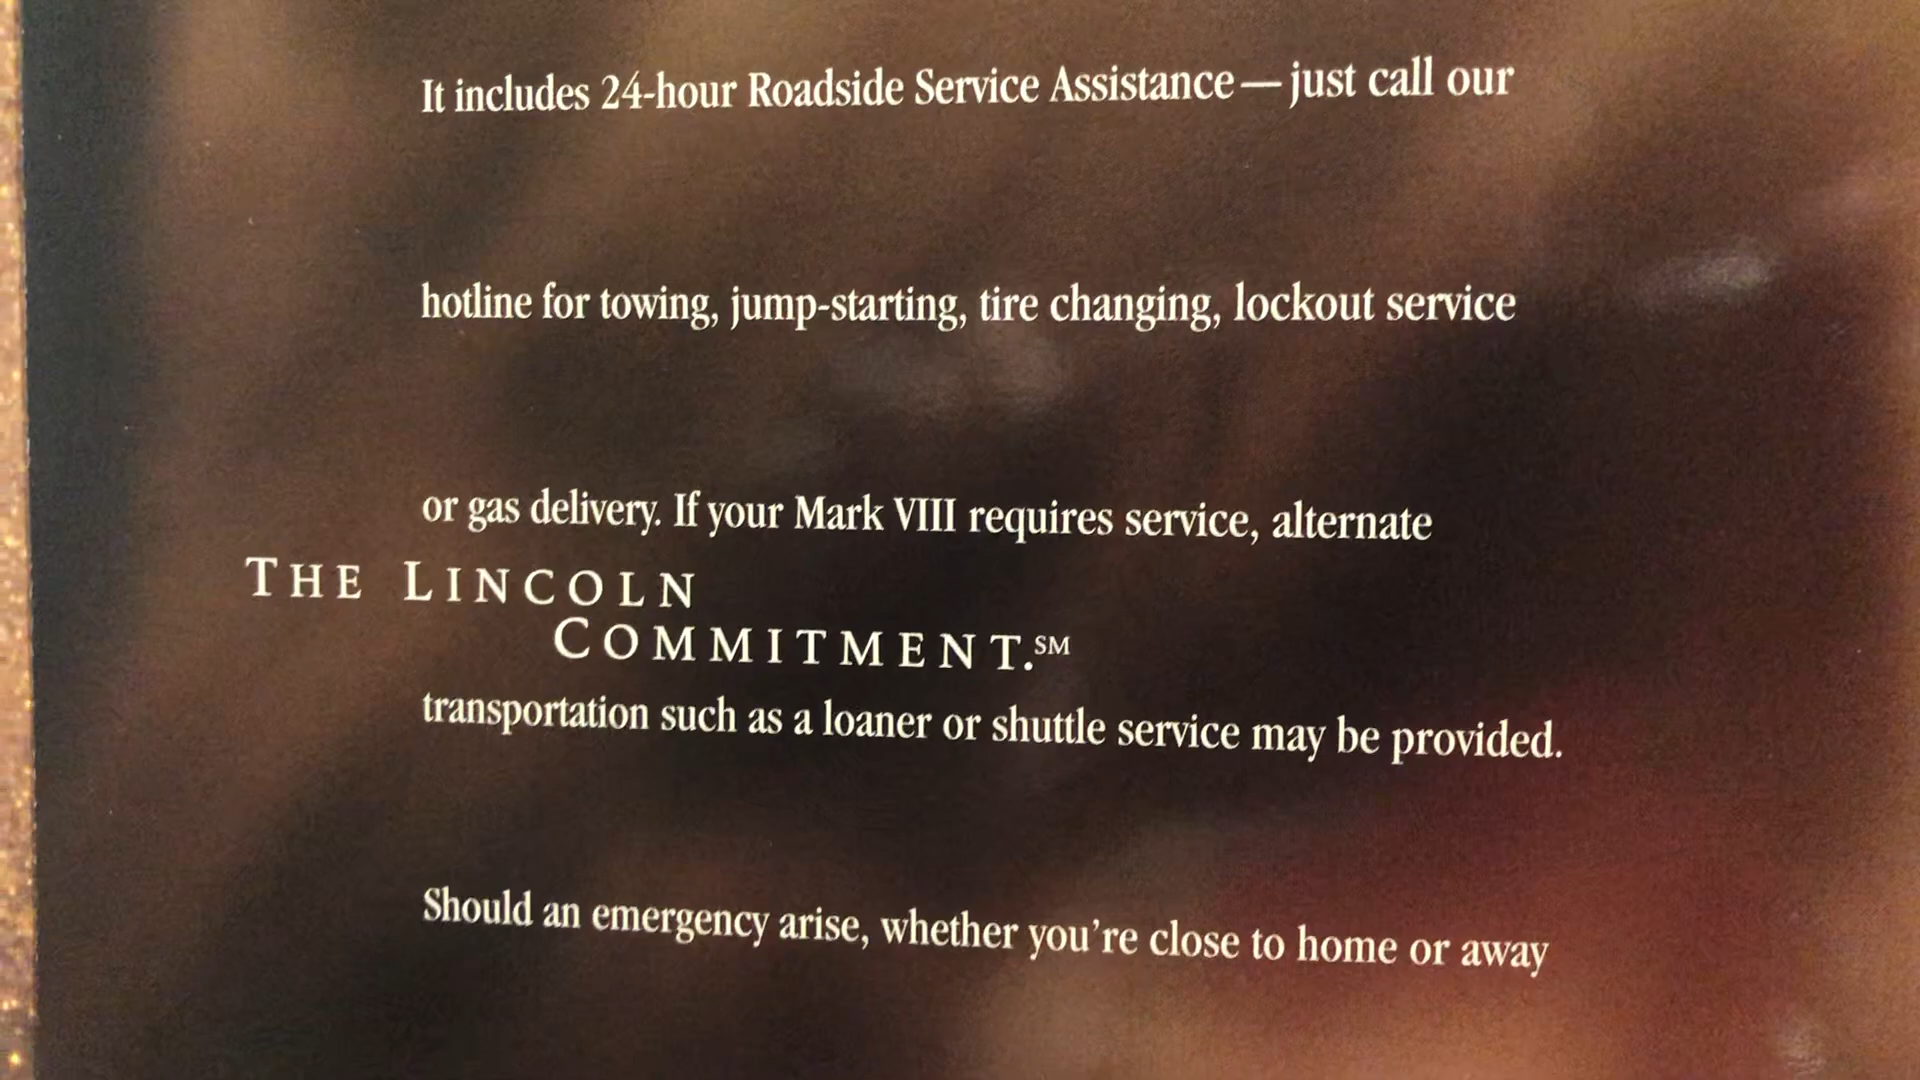 It includes 24-hour Roadside Service Assistance — just call our
hotline for towing, jump-starting, tire changing, lockout service
or gas delivery. If your Mark VIII requires service, alternate
THE LINCOLN
COMMITMENT.SM
transportation such as a loaner or shuttle service may be provided.
Should an emergency arise, whether you're close to home or away